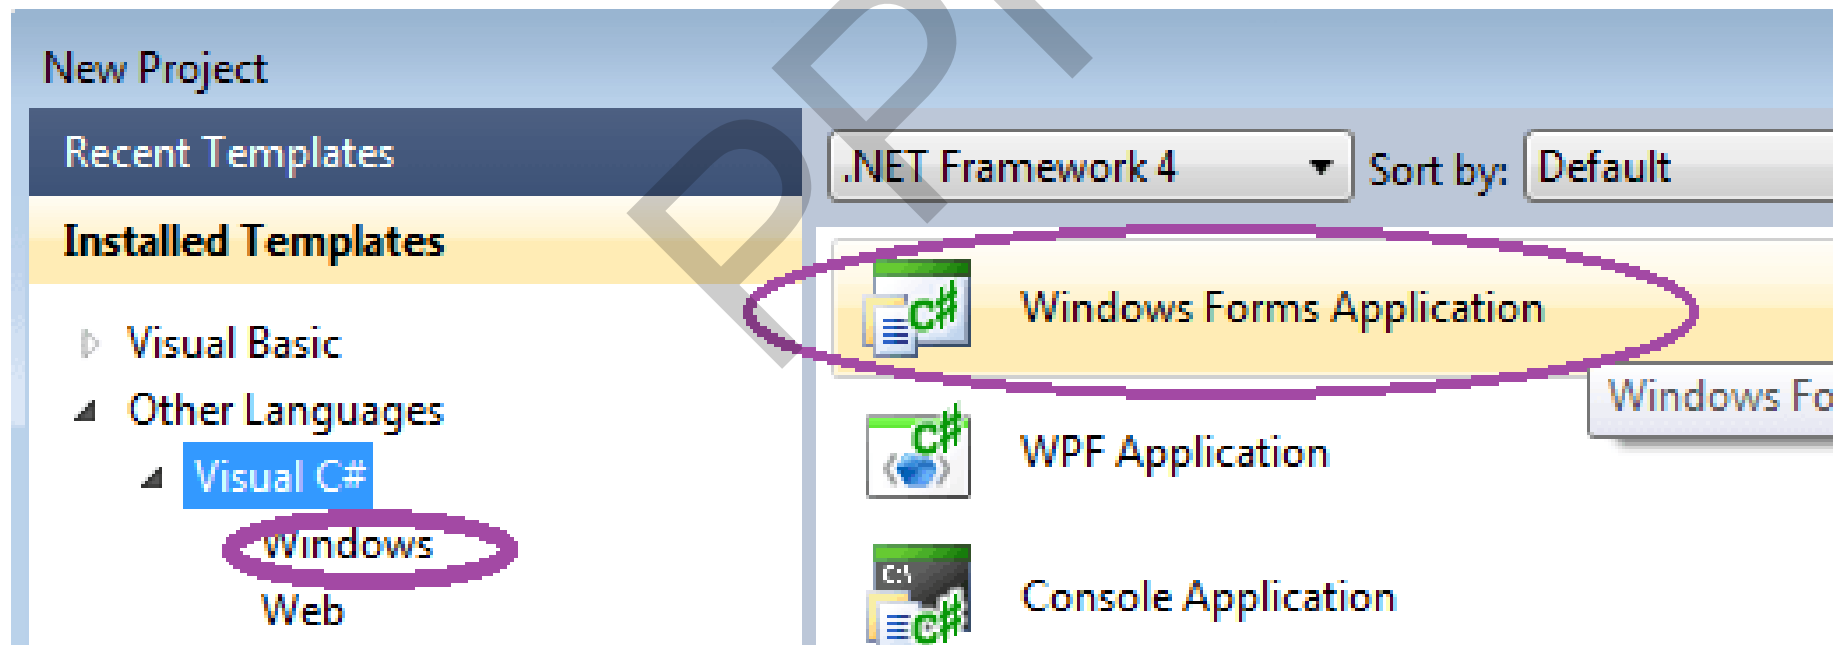 New Project
Recent Templates
Installed Templates
Visual Basic
Other Languages
Visual C#
Windows
Web
.NET Framework 4 Sort by: Default
Windows Forms Application
Windows Fo
WPF Application
Console Application